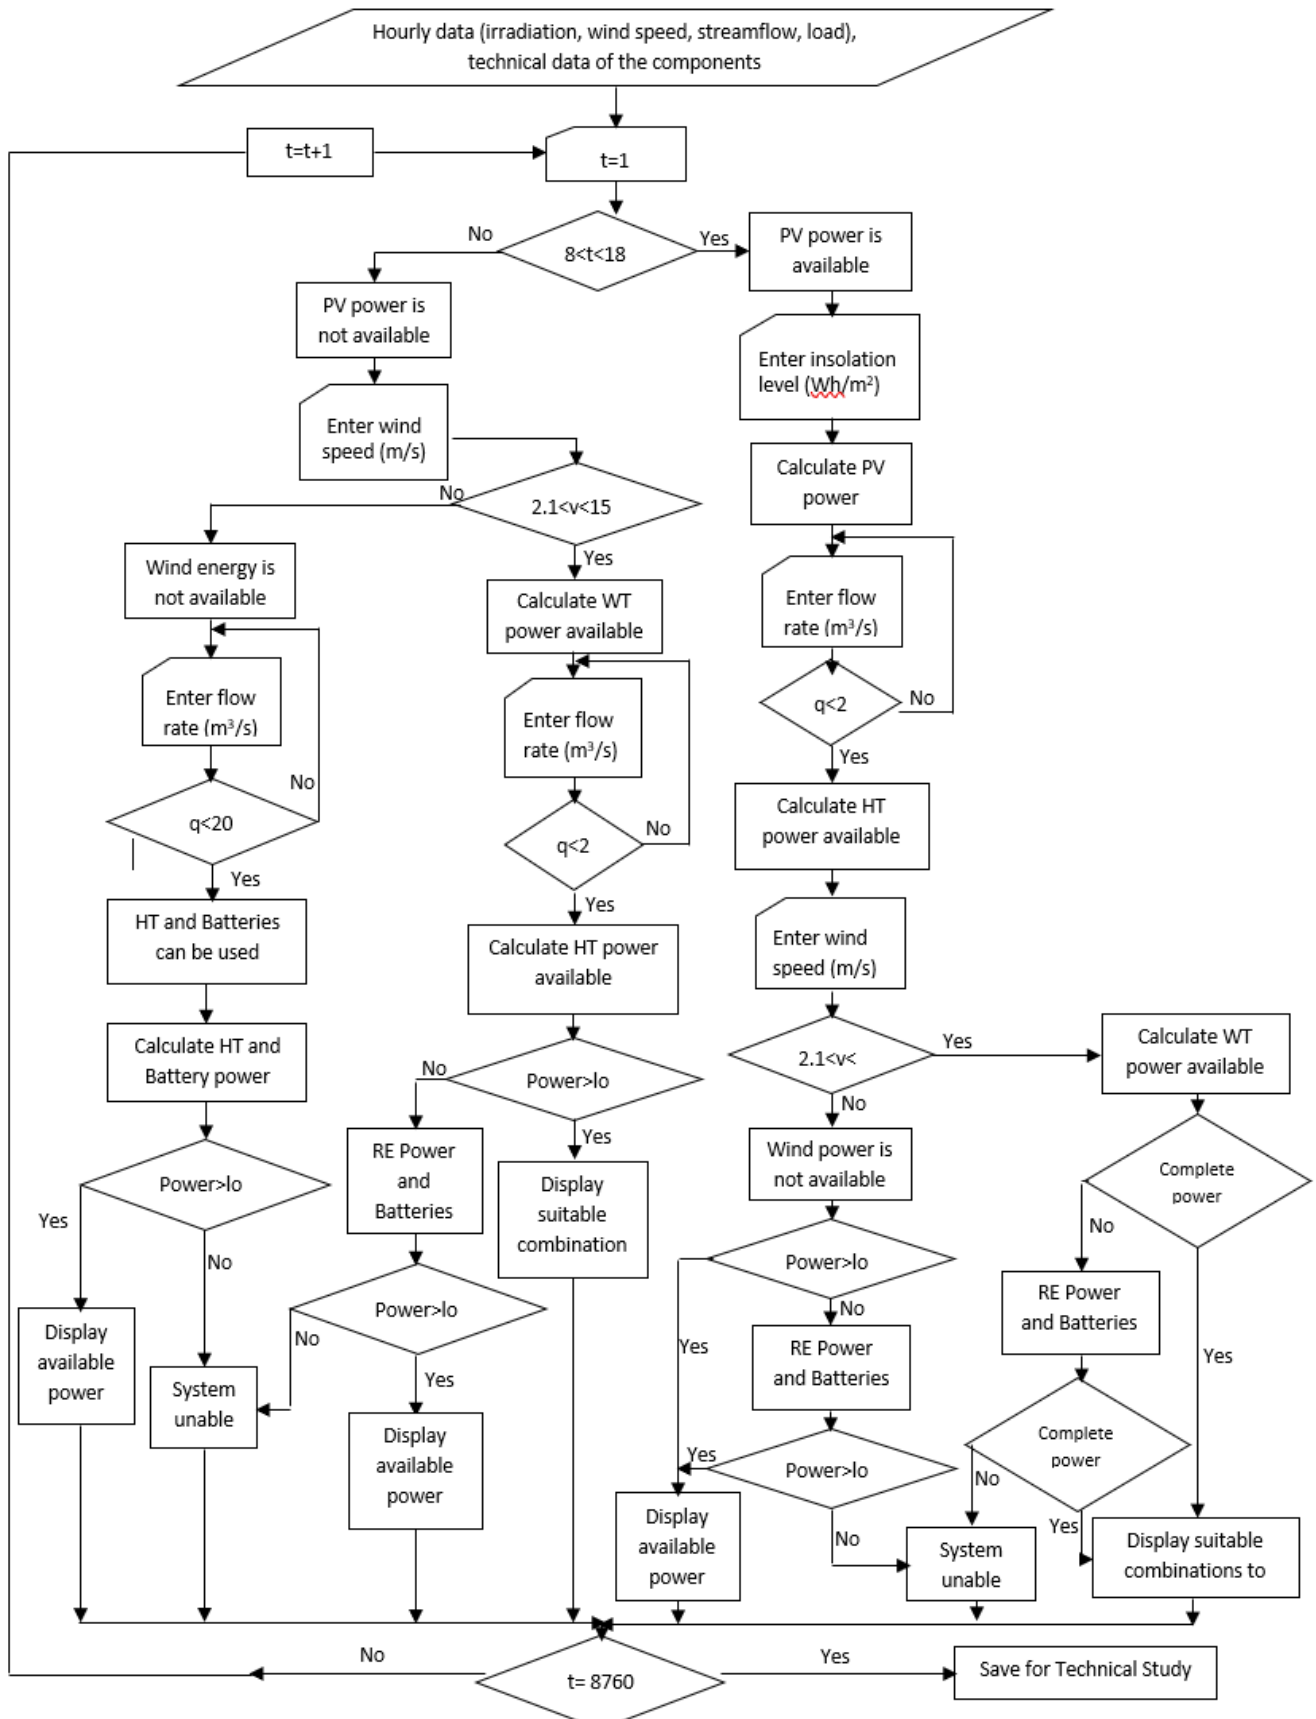 Hourly data (irradiation, wind speed, streamflow, load),
technical data of the components
t=t+1
t=1
8<t<18
No
Yes
PV power is
available
PV power is
not available
Enter insolation
level (Wh/m²)
Enter wind
speed (m/s)
Calculate PV
power
2.1<v<15
No
Yes
Wind energy is
not available
Calculate WT
power available
Enter flow
rate (m³/s)
q<2
No
Yes
Enter flow
rate (m³/s)
q<20
No
Yes
Enter flow
rate (m³/s)
q<2
No
Yes
Calculate HT
power available
HT and Batteries
can be used
Calculate HT power
available
Enter wind
speed (m/s)
Calculate HT and
Battery power
2.1<v<
Yes
No
Calculate WT
power available
Power>lo
No
Yes
Power>lo
Yes
No
RE Power
and
Batteries
Display
suitable
combination
Wind power is
not available
Complete
power
No
Yes
Power>lo
No
Yes
Power>lo
No
Yes
RE Power
and Batteries
RE Power
and Batteries
Display
available
power
System
unable
Display
available
power
Power>lo
Yes
No
Complete
power
No
Yes
Display
available
power
System
unable
Display suitable
combinations to
t= 8760
No
Yes
Save for Technical Study